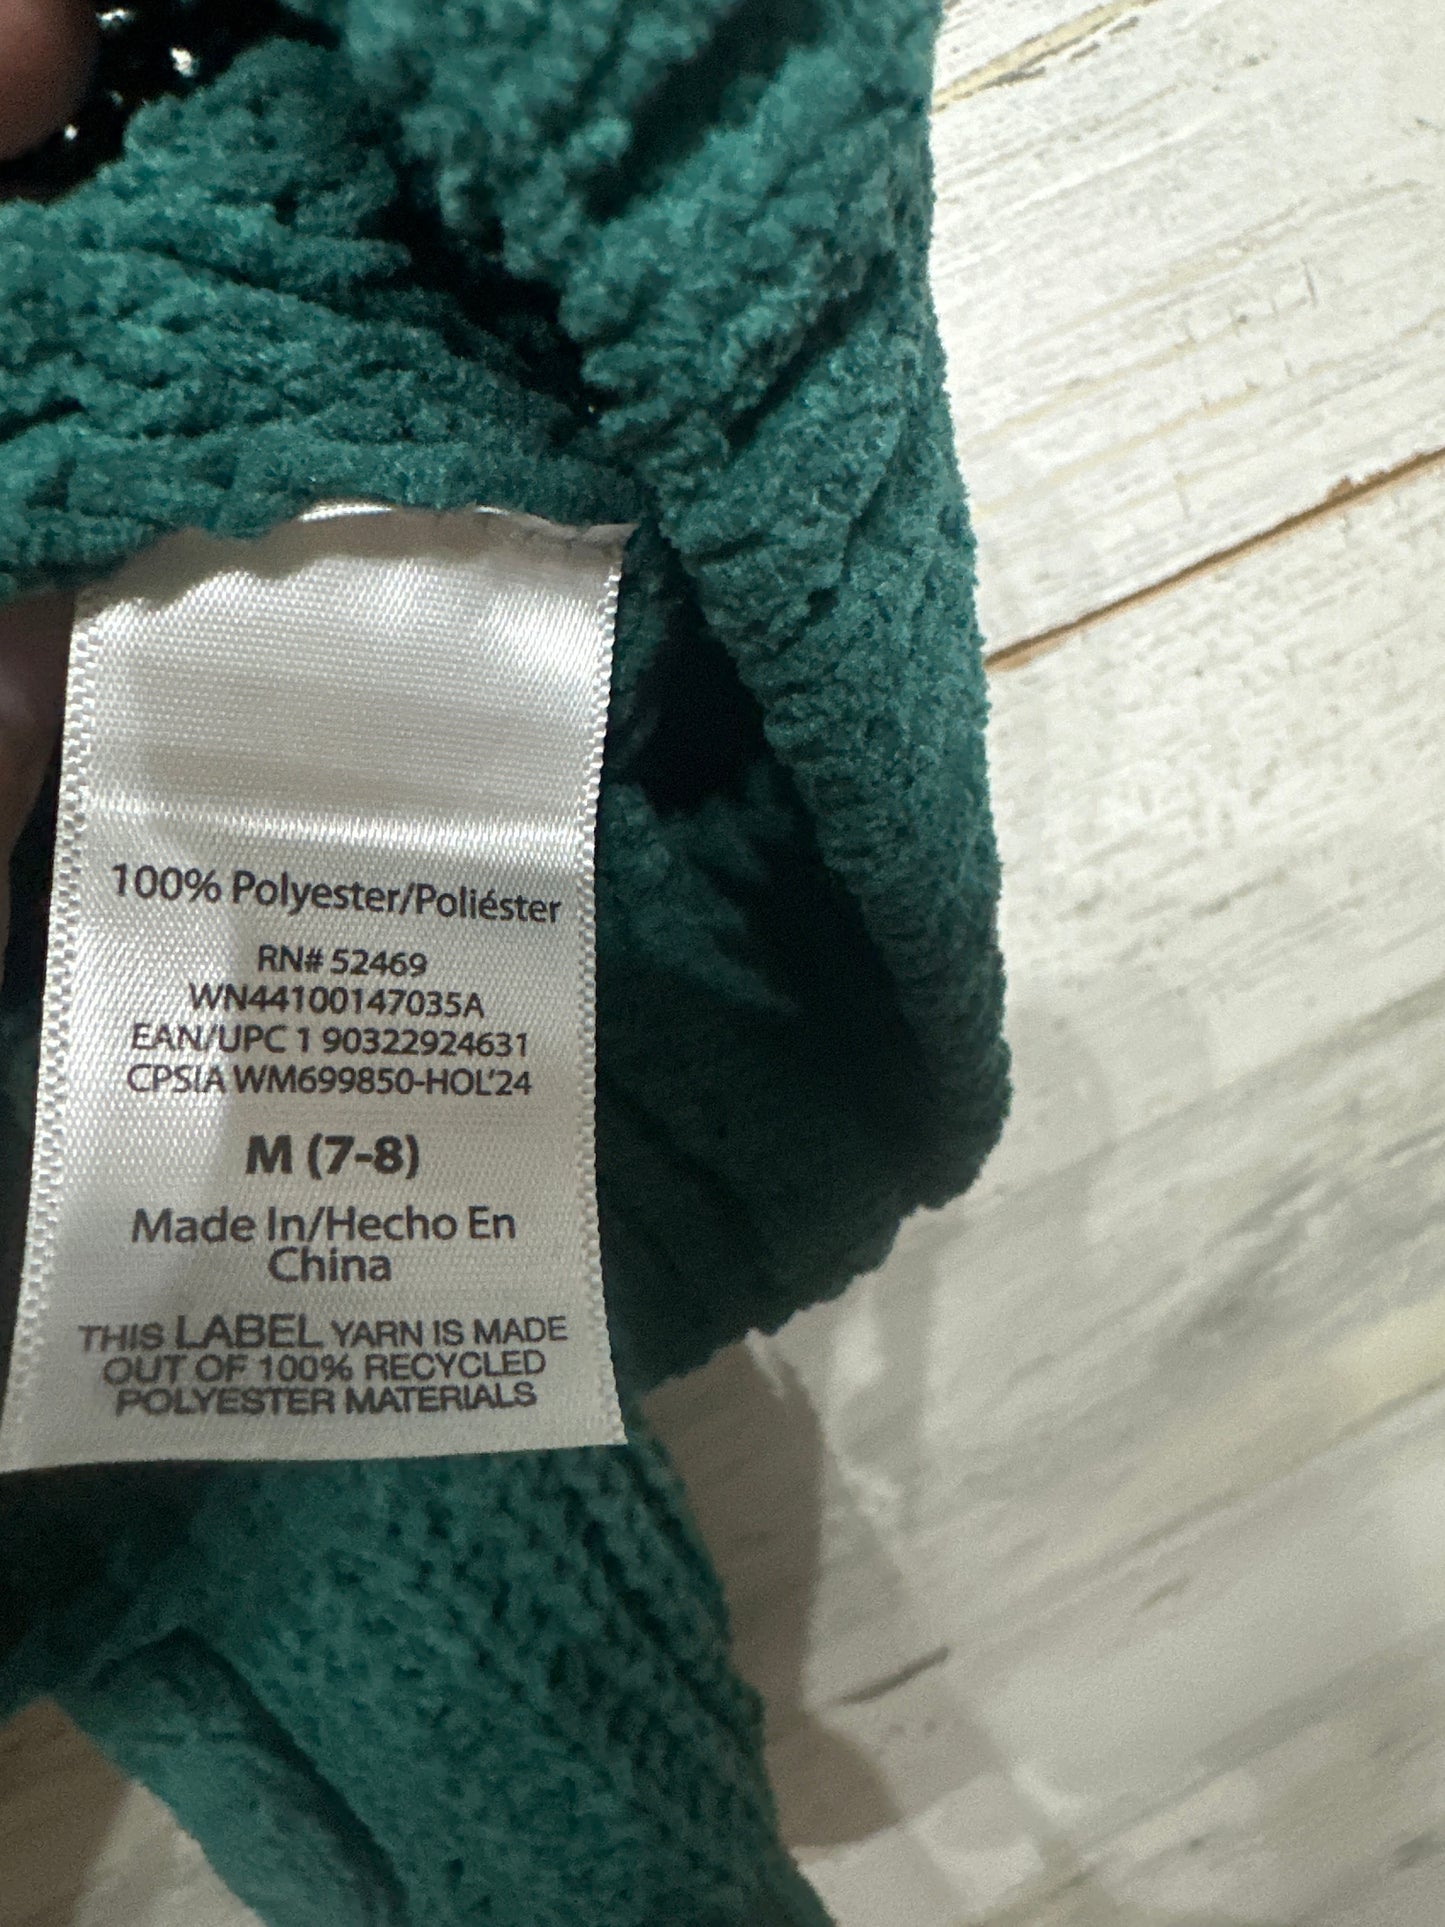 100% Polyester/Poliéster
RN# 52469
WN44100147035A
EAN/UPC 1 90322924631
CPSIA WM699850-HOL'24
M (7-8)
Made In/Hecho En
China
THIS LABEL YARN IS MADE
OUT OF 100% RECYCLED
POLYESTER MATERIALS